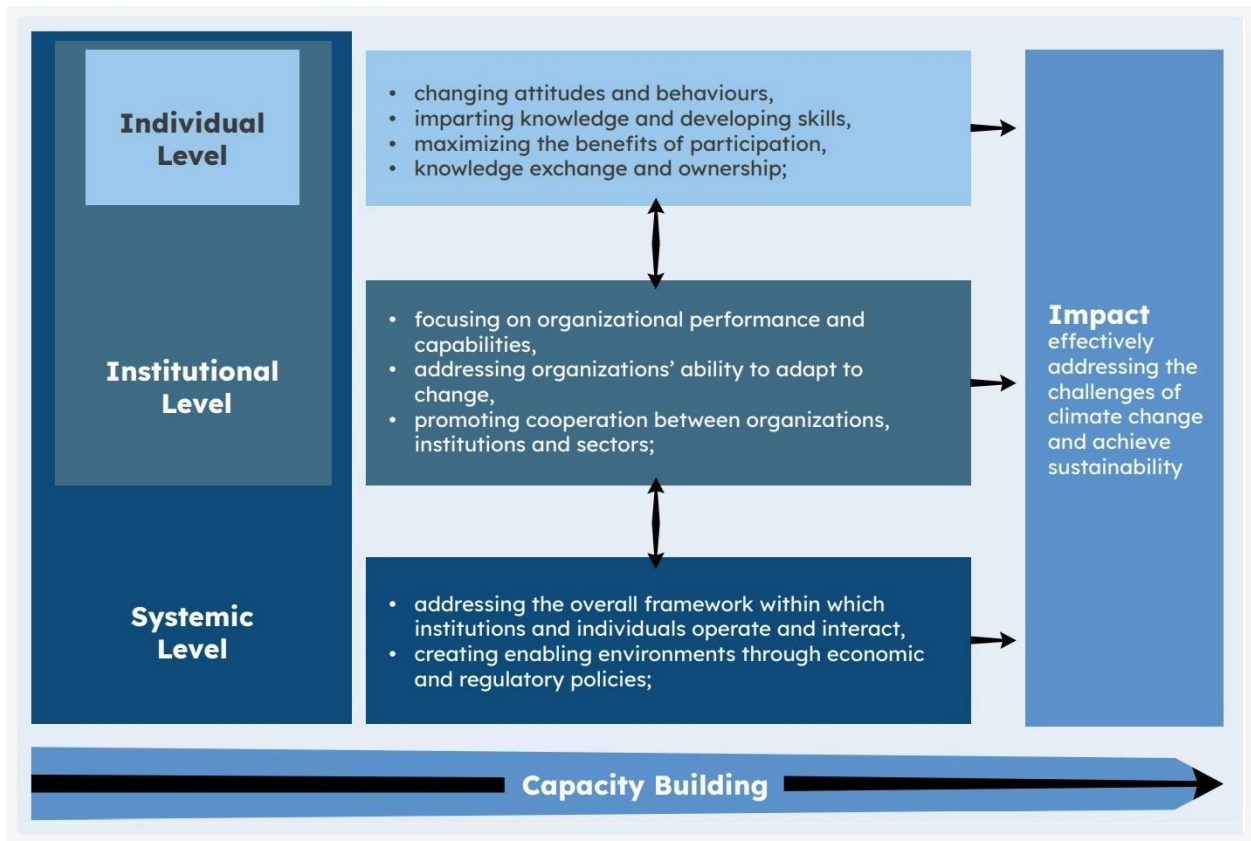 Individual
Level
• changing attitudes and behaviours,
• imparting knowledge and developing skills,
• maximizing the benefits of participation,
• knowledge exchange and ownership;
Institutional
Level
• focusing on organizational performance and
capabilities,
• addressing organizations’ ability to adapt to
change,
• promoting cooperation between organizations,
institutions and sectors;
Systemic
Level
• addressing the overall framework within which
institutions and individuals operate and interact,
• creating enabling environments through economic
and regulatory policies;
Impact
effectively
addressing the
challenges of
climate change
and achieve
sustainability
Capacity Building